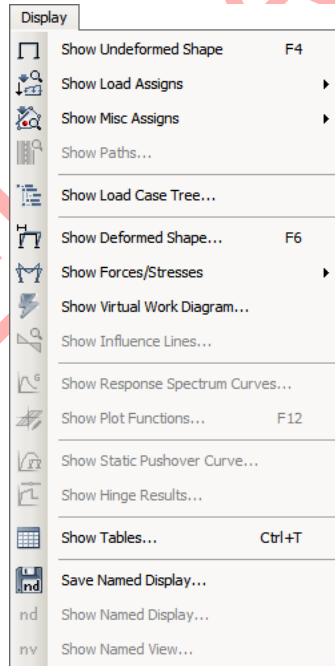 Display
Show Undeformed Shape F4
Show Load Assigns
Show Misc Assigns
Show Paths...
Show Load Case Tree...
Show Deformed Shape... F6
Show Forces/Stresses
Show Virtual Work Diagram...
Show Influence Lines...
G
Show Response Spectrum Curves...
Show Plot Functions... F12
Show Static Pushover Curve...
Show Hinge Results...
Show Tables... Ctrl+T
nd Save Named Display...
nd Show Named Display...
nv Show Named View...